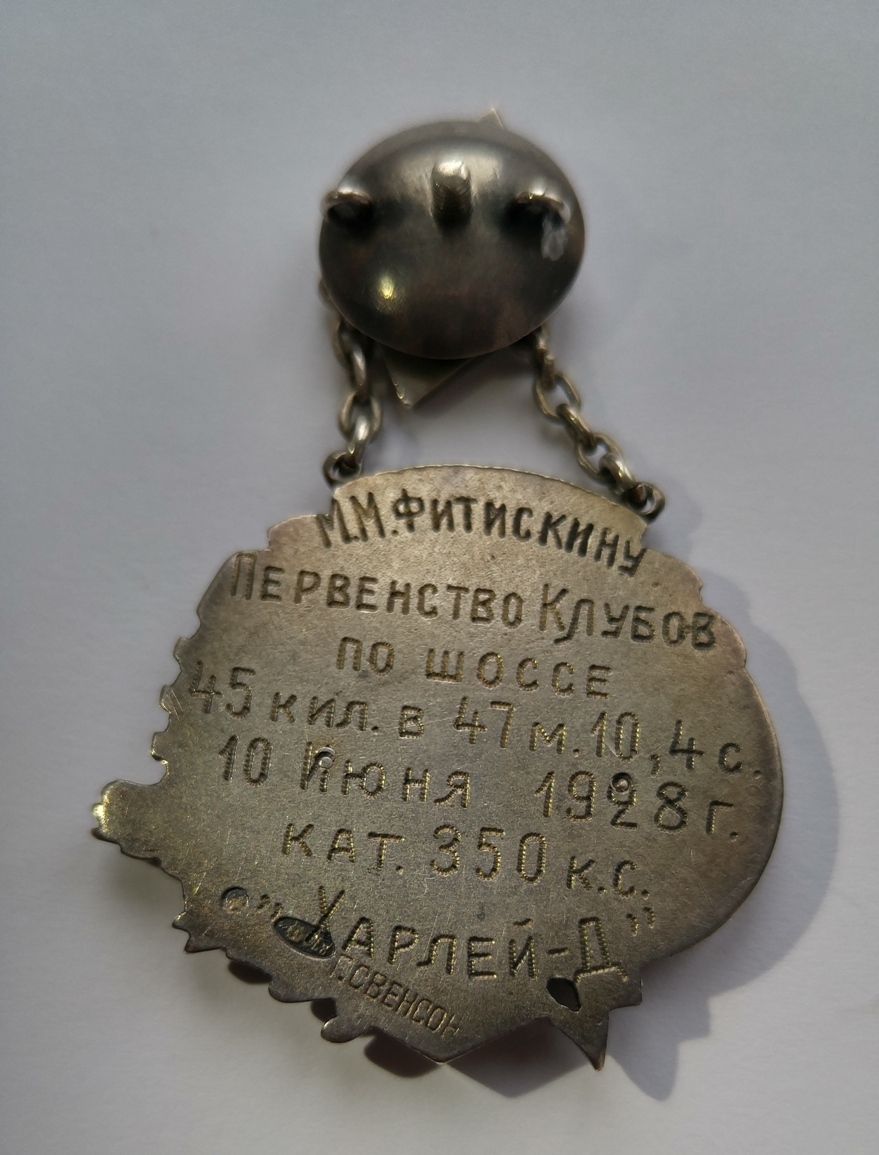 М.М.ФИТИСКИНУ
ПЕРВЕНСТВО КЛУБОВ
ПО ШОССЕ
45 КИЛ. В 47 М. 10,4 С.
10 ИЮНЯ 1928 Г.
КАТ. 350 К.С.
„ХАРЛЕЙ-Д”
Г.СВЕНСОН